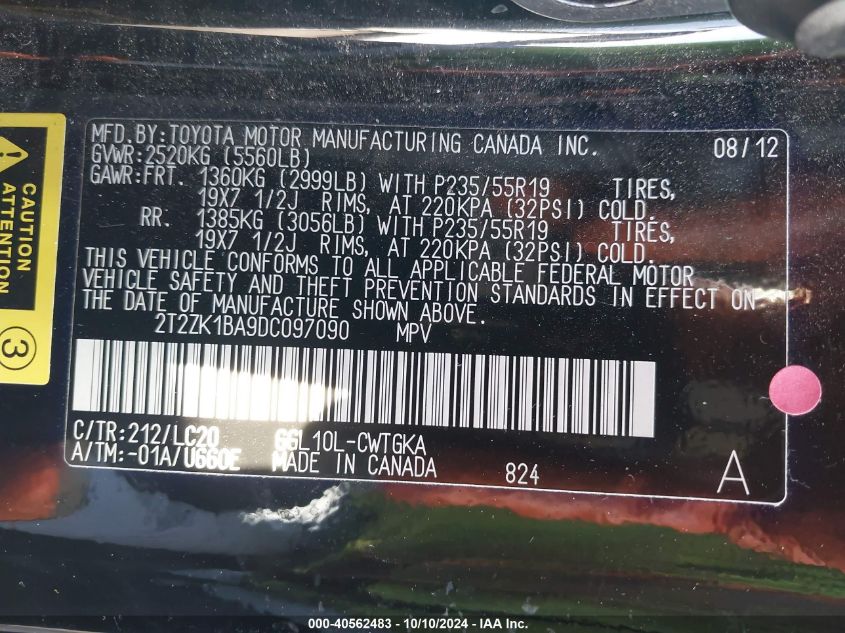 CAUTION
ATTENTION
3
MFD. BY: TOYOTA MOTOR MANUFACTURING CANADA INC. 08/12
GVWR: 2520KG (5560LB)
GAWR: FRT. 1360KG (2999LB) WITH P235/55R19 TIRES,
19X7 1/2J RIMS, AT 220KPA (32PSI) COLD.
RR. 1385KG (3056LB) WITH P235/55R19 TIRES,
19X7 1/2J RIMS, AT 220KPA (32PSI) COLD.
THIS VEHICLE CONFORMS TO ALL APPLICABLE FEDERAL MOTOR
VEHICLE SAFETY AND THEFT PREVENTION STANDARDS IN EFFECT ON
THE DATE OF MANUFACTURE SHOWN ABOVE.
2T2ZK1BA9DC097090 MPV
C/TR: 212/LC20 GGL10L-CWTGKA
A/TM: -01A/U660E MADE IN CANADA 824 A
000-40562483 - 10/10/2024 - IAA Inc.